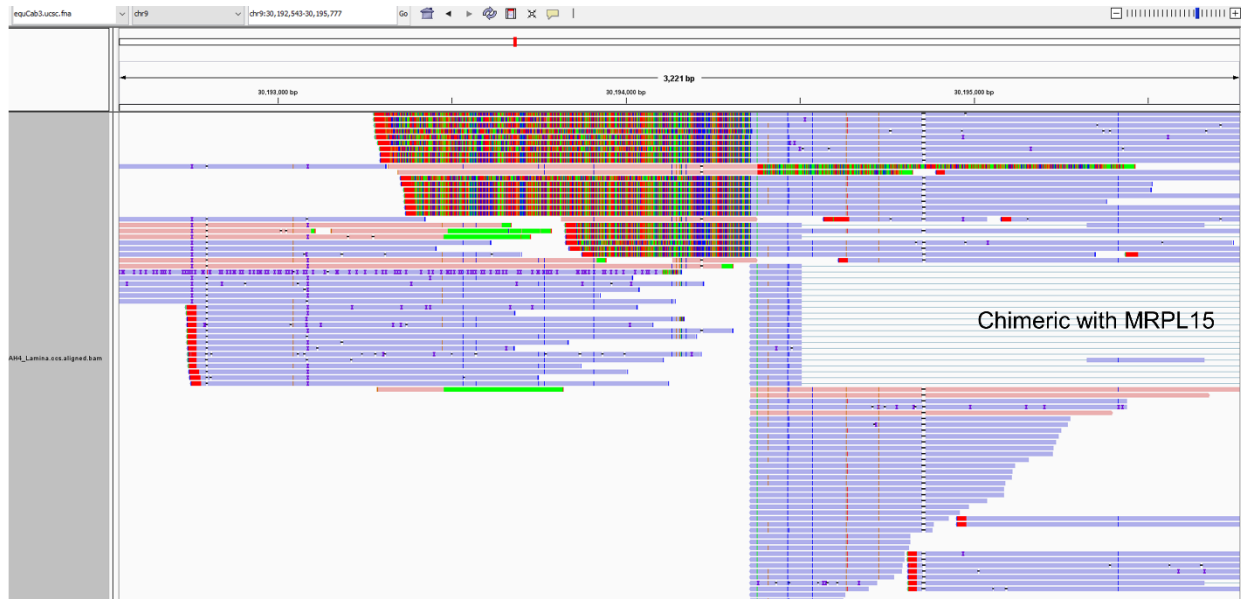 equCab3.ucsc.fna chr9 chr9:30,192,543-30,195,777 Go
3,221 bp
30,193,000 bp 30,194,000 bp 30,195,000 bp
Chimeric with MRPL15
AH4_Lamina.ccs.aligned.bam